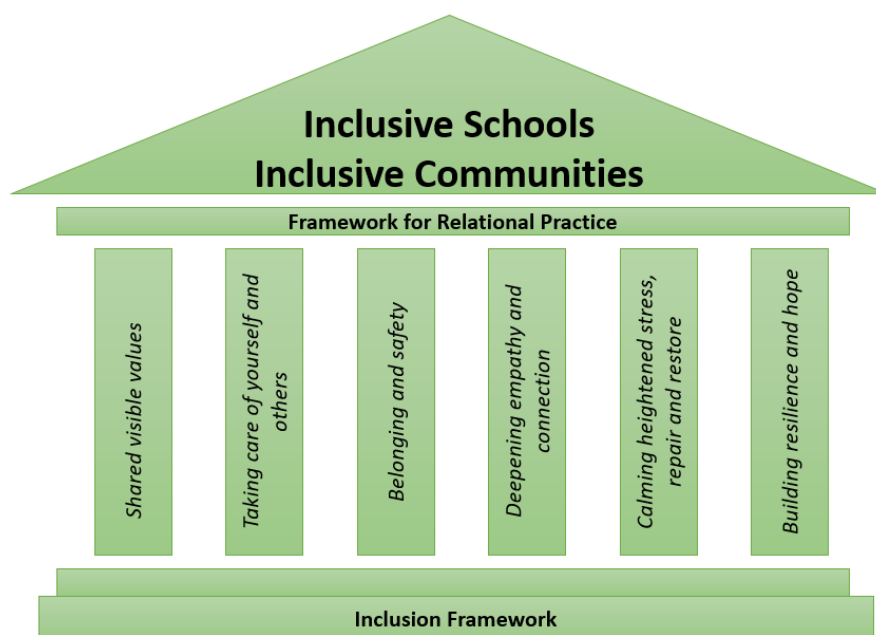 Inclusive Schools
Inclusive Communities
Framework for Relational Practice
Shared visible values
Taking care of yourself and
others
Belonging and safety
Deepening empathy and
connection
Calming heightened stress,
repair and restore
Building resilience and hope
Inclusion Framework